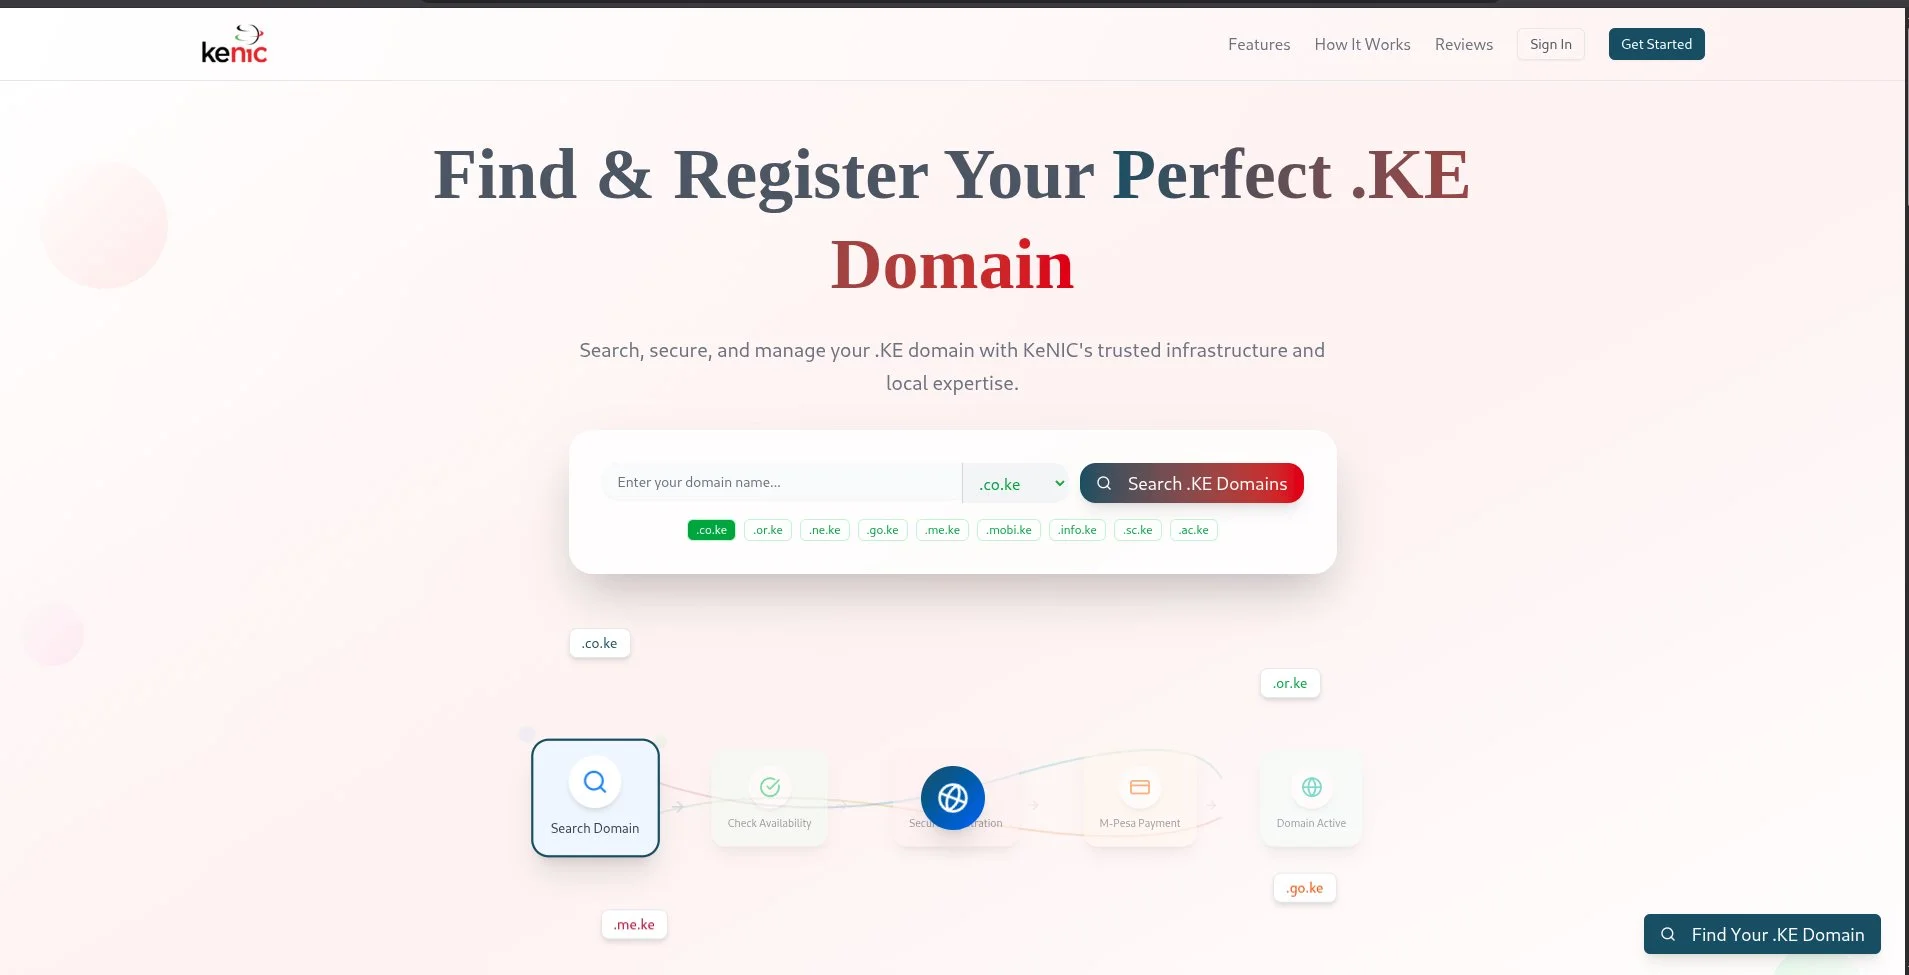 kenic
Features How It Works Reviews Sign In Get Started
Find & Register Your Perfect .KE
Domain
Search, secure, and manage your .KE domain with KeNIC's trusted infrastructure and
local expertise.
Enter your domain name... .co.ke Search .KE Domains
.co.ke .or.ke .ne.ke .go.ke .me.ke .mobi.ke .info.ke .sc.ke .ac.ke
.co.ke
.or.ke
Search Domain
Check Availability
M-Pesa Payment
Domain Active
.go.ke
.me.ke
Find Your .KE Domain